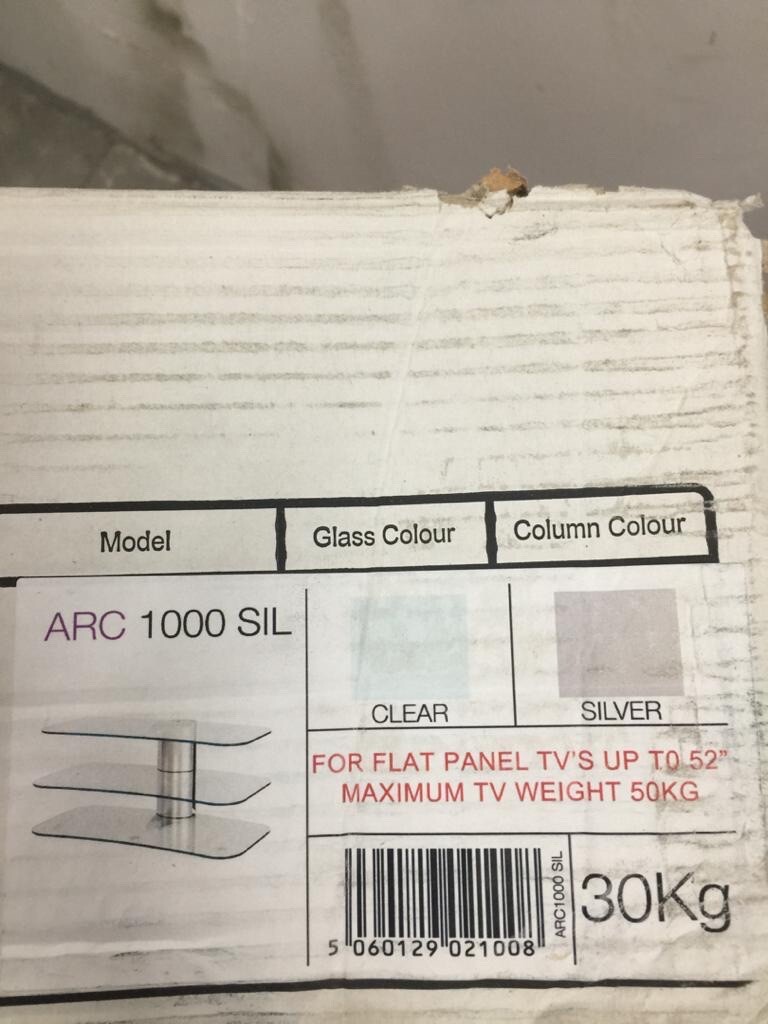 Model
Glass Colour
Column Colour
ARC 1000 SIL
CLEAR
SILVER
FOR FLAT PANEL TV'S UP TO 52”
MAXIMUM TV WEIGHT 50KG
5 060129 021008
ARC1000 SIL
30Kg